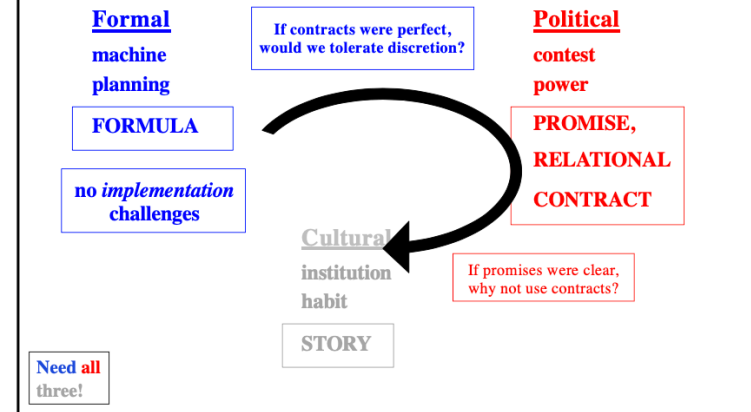 Formal
machine
planning
FORMULA
no implementation
challenges
If contracts were perfect,
would we tolerate discretion?
Political
contest
power
PROMISE,
RELATIONAL
CONTRACT
Cultural
institution
habit
STORY
If promises were clear,
why not use contracts?
Need all
three!